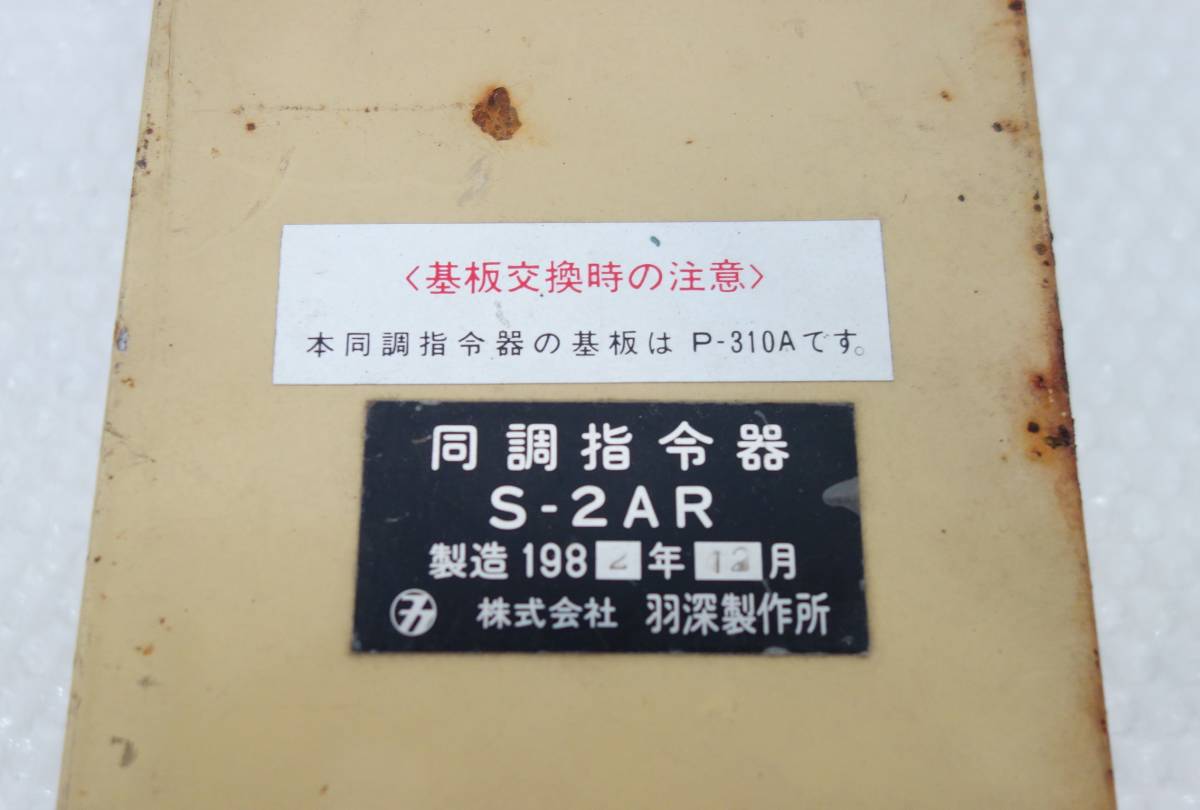 〈基板交換時の注意〉
本同調指令器の基板は P-310Aです。
同調指令器
S-2AR
製造 198 年 12 月
株式会社 羽深製作所